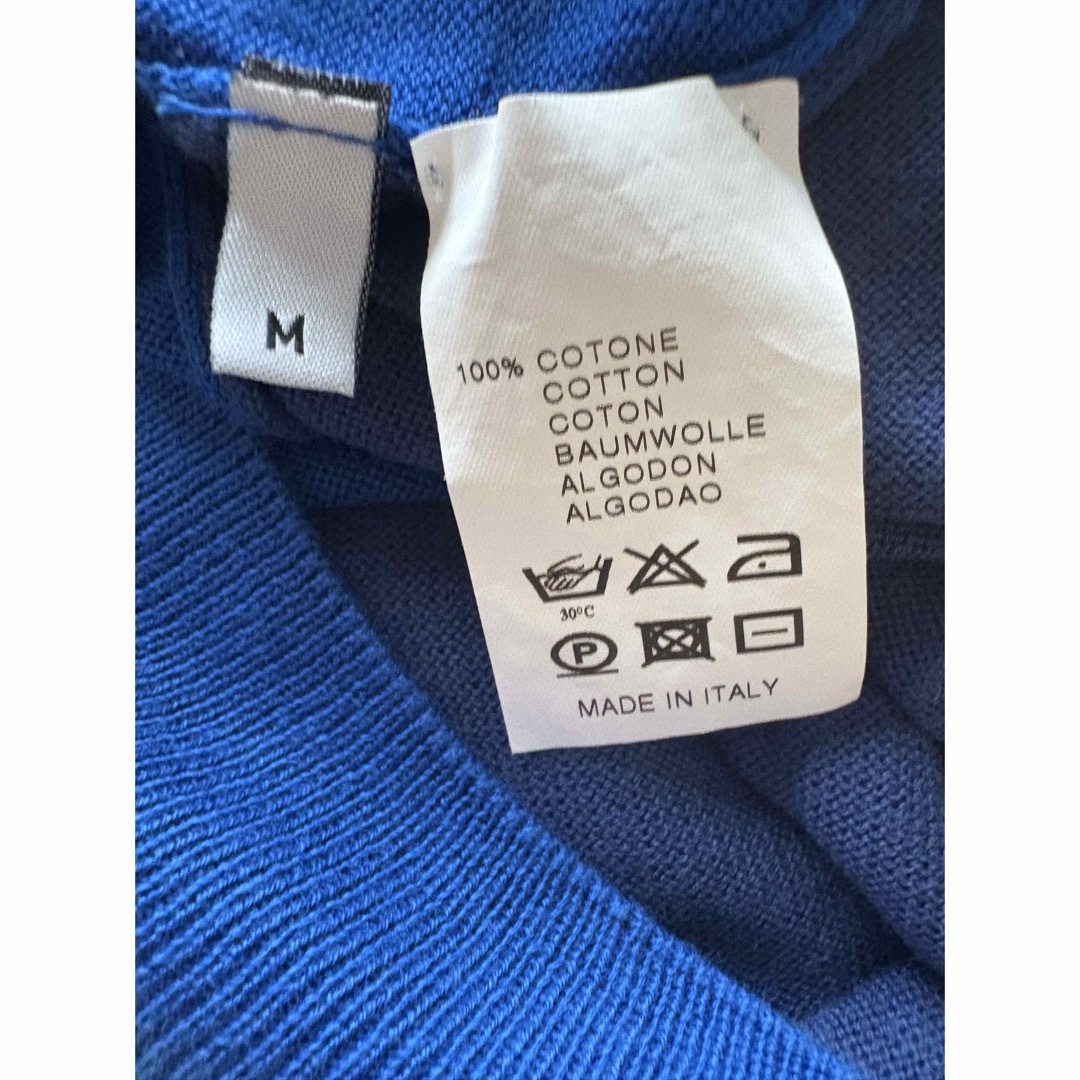 M
100% COTONE
COTTON
COTON
BAUMWOLLE
ALGODON
ALGODAO
30°C
P
MADE IN ITALY